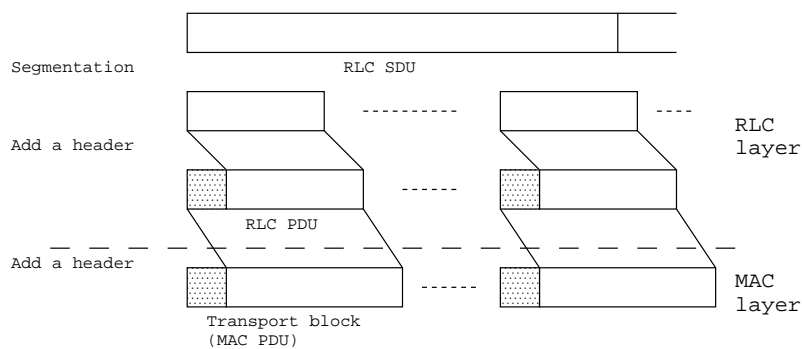 Segmentation
RLC SDU
Add a header
RLC
layer
RLC PDU
Add a header
MAC
layer
Transport block
(MAC PDU)